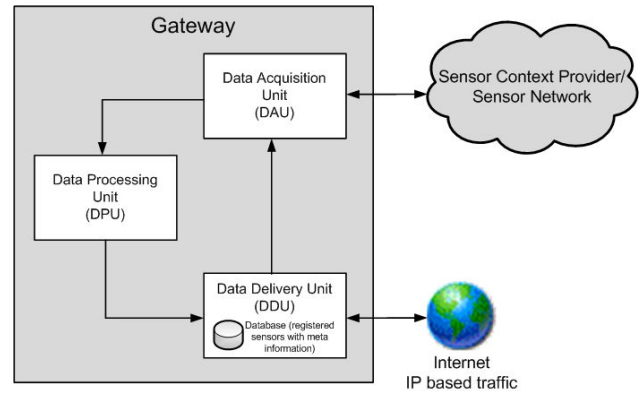 Gateway
Data Acquisition
Unit
(DAU)
Sensor Context Provider/
Sensor Network
Data Processing
Unit
(DPU)
Data Delivery Unit
(DDU)
Database (registered
sensors with meta
information)
Internet
IP based traffic